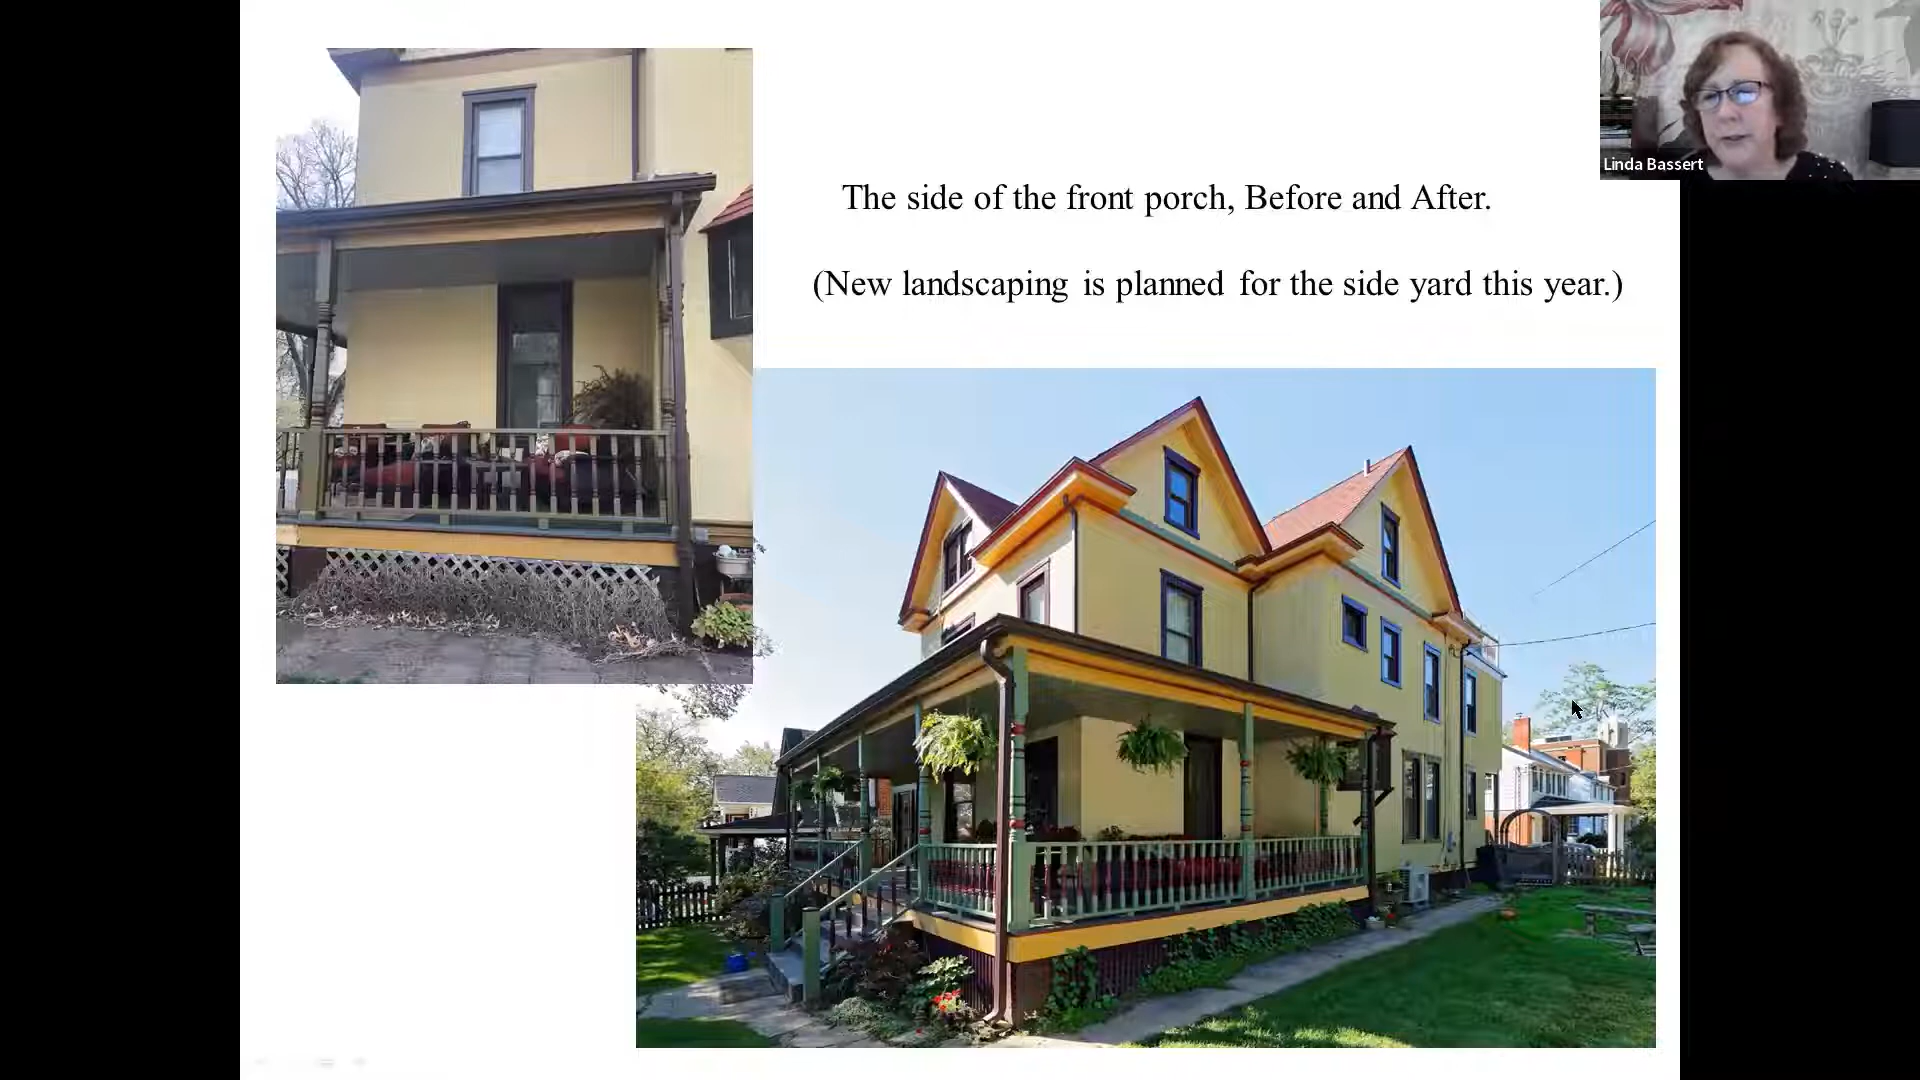 Linda Bassert
The side of the front porch, Before and After.
(New landscaping is planned for the side yard this year.)